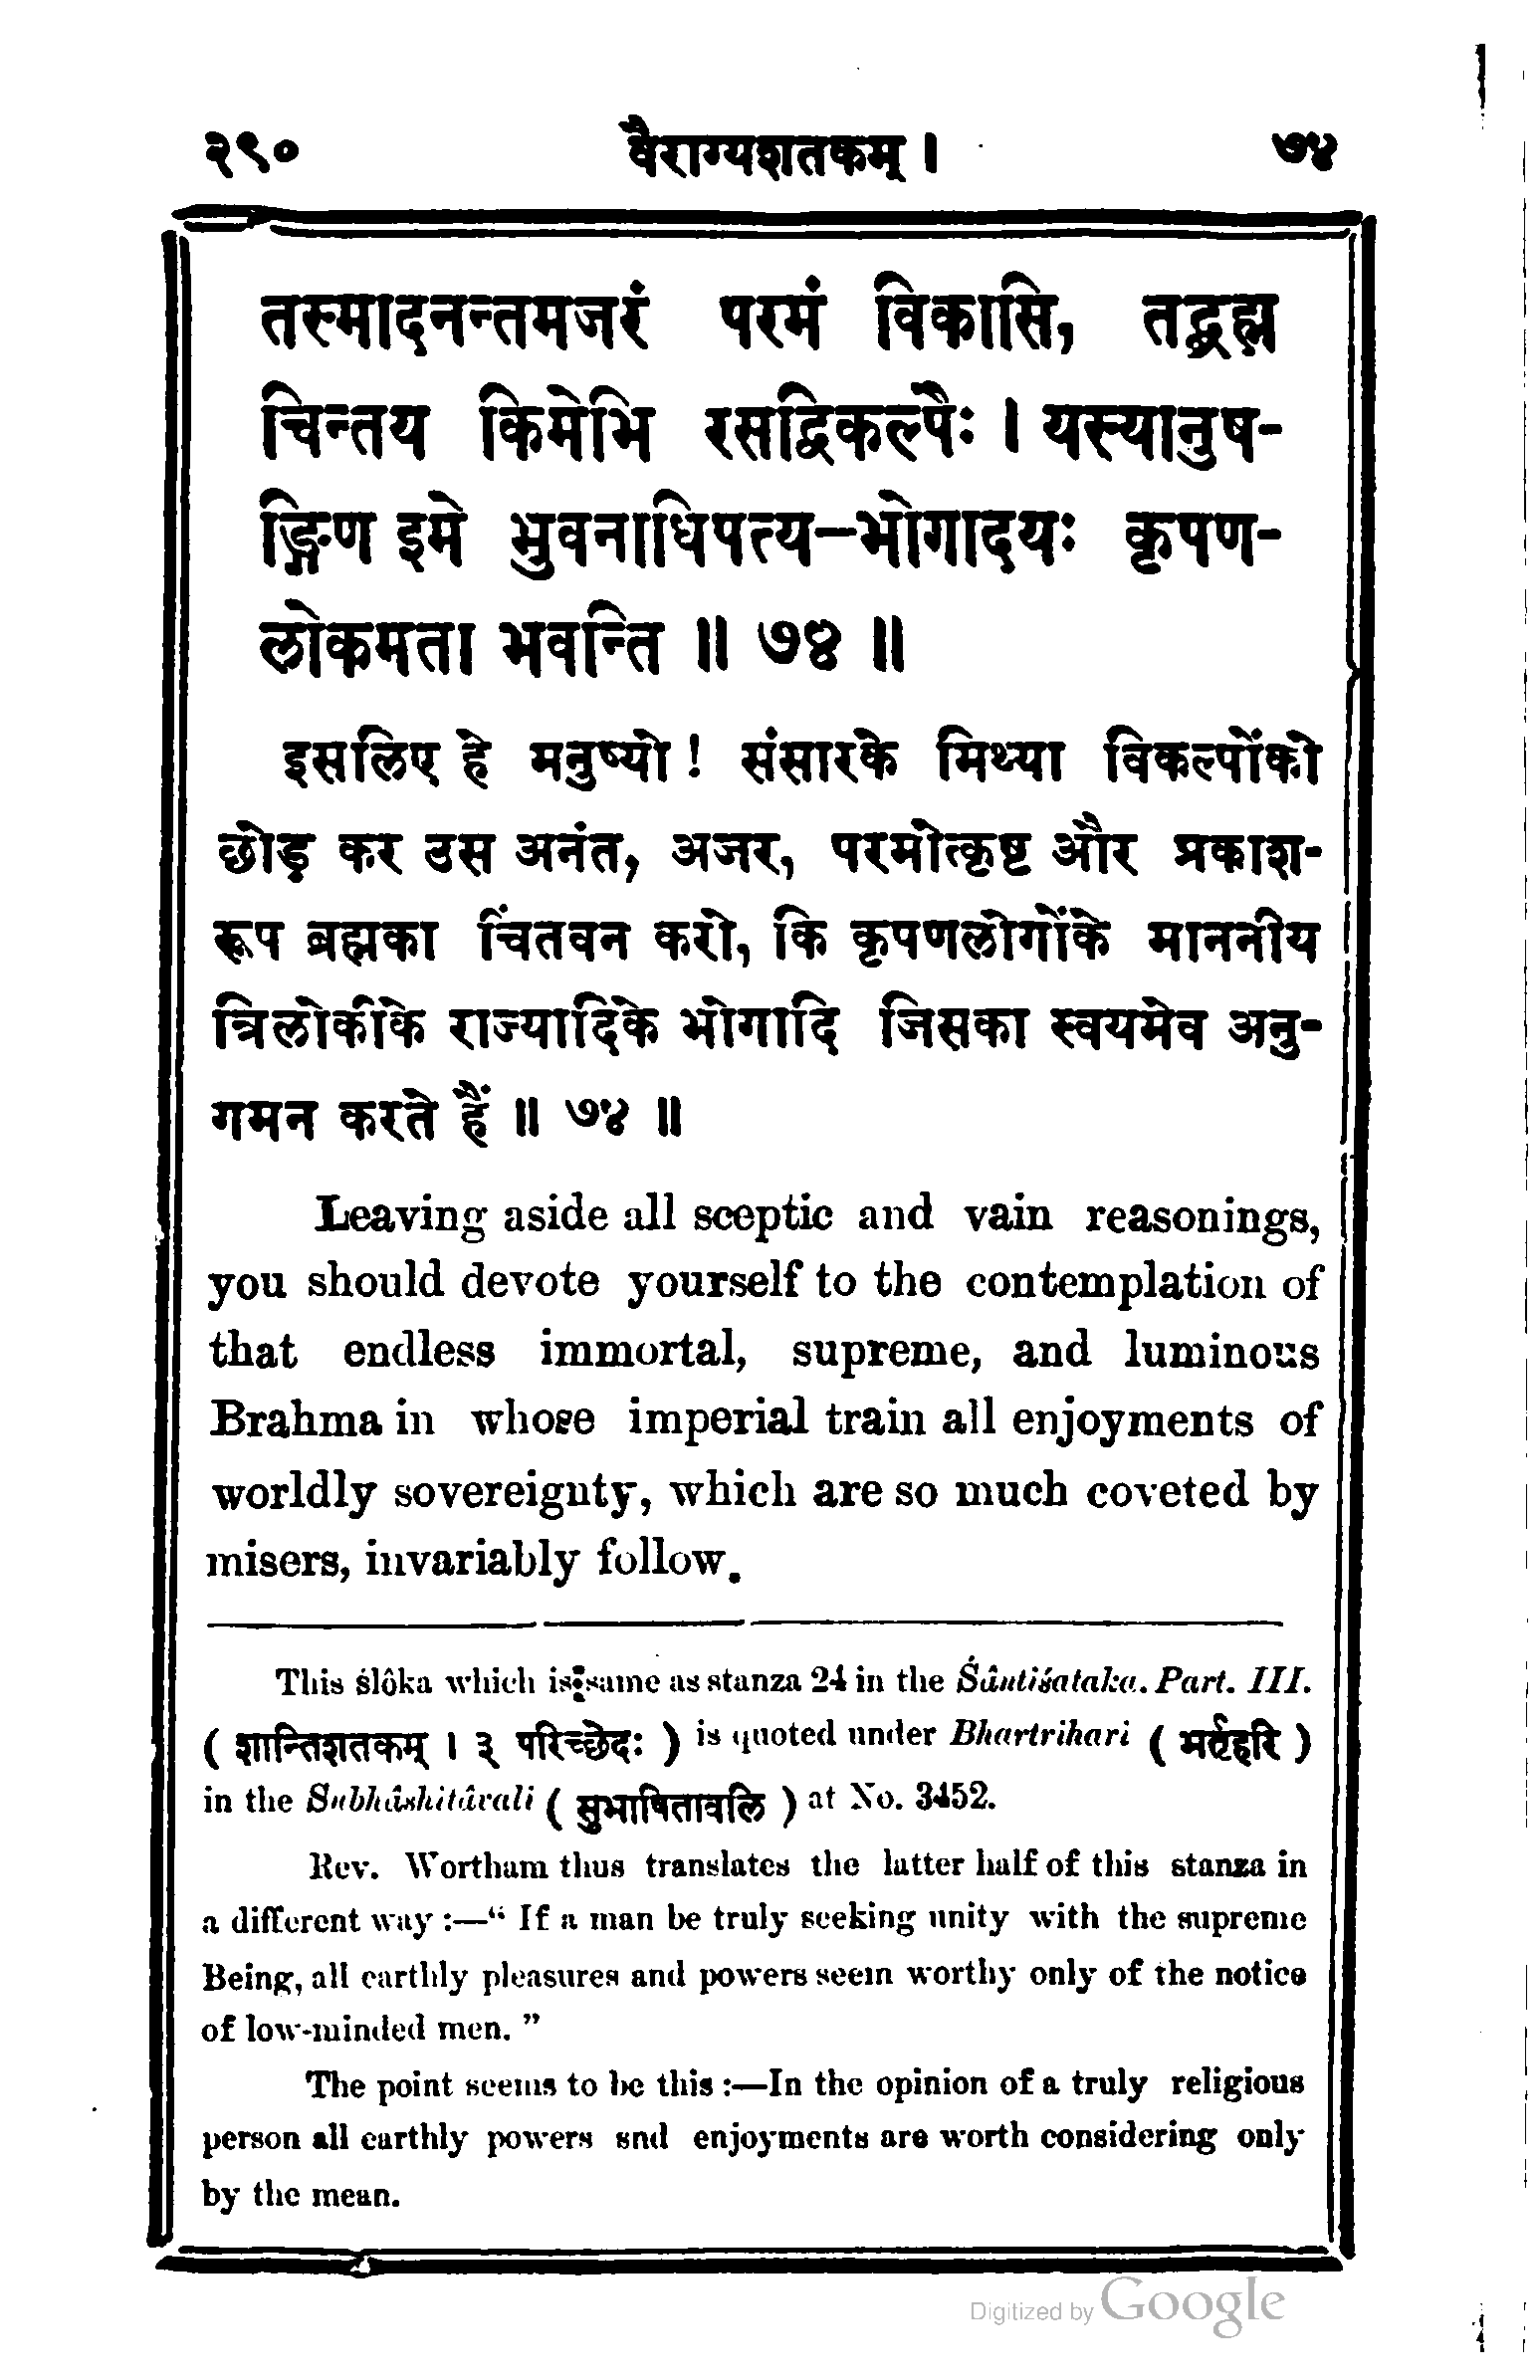 २९० वैराग्यशतकम् । ७४
तस्मादनन्तमजरं परमं विकासि, तद्ब्रह्म
चिन्तय किमेभि रसद्विकल्पैः । यस्यानुष-
ङ्गिण इमे भुवनाधिपत्य—भोगादयः कृपण-
लोकमता भवन्ति ॥ ७४ ॥
इसलिए हे मनुष्यो ! संसारके मिथ्या विकल्पोंको
छोड़ कर उस अनंत, अजर, परमोत्कृष्ट और प्रकाश-
रूप ब्रह्मका चिंतवन करो, कि कृपणलोगोंके माननीय
त्रिलोकीके राज्यादिके भोगादि जिसका स्वयमेव अनु-
गमन करते हैं ॥ ७४ ॥
Leaving aside all sceptic and vain reasonings,
you should devote yourself to the contemplation of
that endless immortal, supreme, and luminous
Brahma in whose imperial train all enjoyments of
worldly sovereignty, which are so much coveted by
misers, invariably follow.
This ślôka which is same as stanza 24 in the Śântiśataka. Part. III.
( शान्तिशतकम् । ३ परिच्छेदः ) is quoted under Bhartrihari ( भर्तृहरि )
in the Subhâshitâvali ( सुभाषितावलि ) at No. 3452.
Rev. Wortham thus translates the latter half of this stanza in
a different way :—“ If a man be truly seeking unity with the supreme
Being, all earthly pleasures and powers seem worthy only of the notice
of low-minded men. ”
The point seems to be this :—In the opinion of a truly religious
person all earthly powers snd enjoyments are worth considering only
by the mean.
Digitized by Google